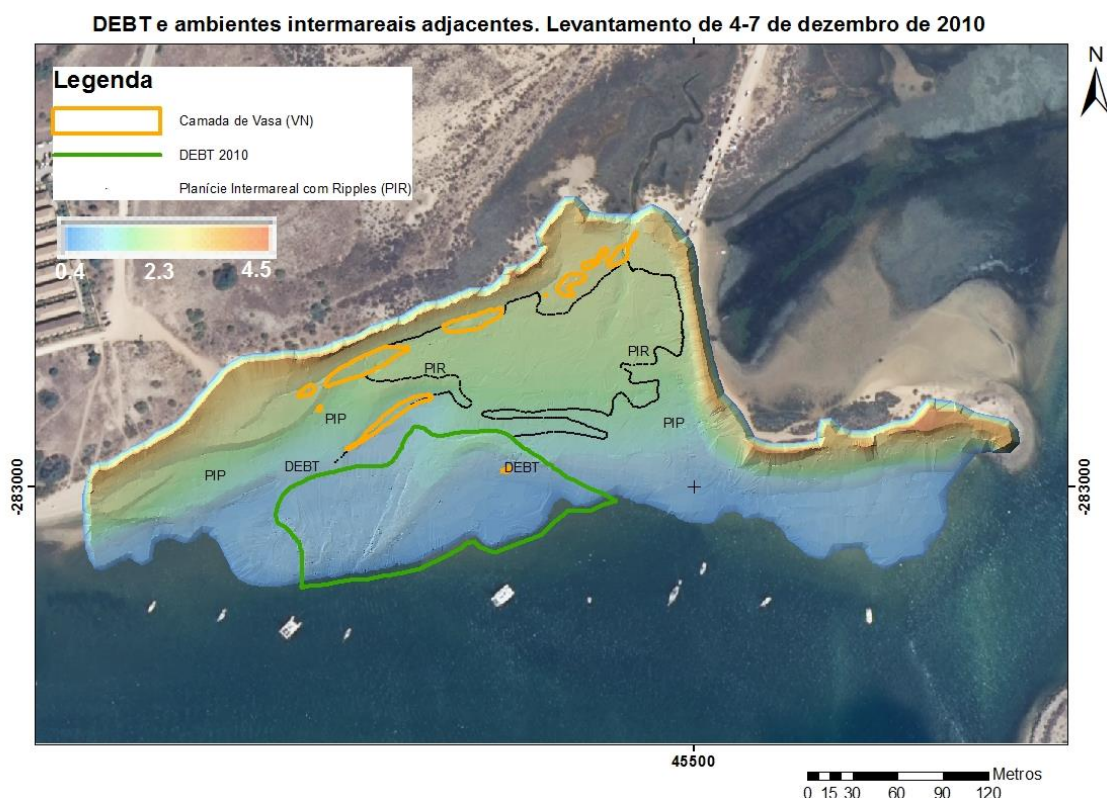 DEBT e ambientes intermareais adjacentes. Levantamento de 4-7 de dezembro de 2010
N
Legenda
Camada de Vasa (VN)
DEBT 2010
Planície Intermareal com Ripples (PIR)
0.4 2.3 4.5
PIR
PIR
PIP
PIP
PIP
DEBT
DEBT
-283000
-283000
45500
Metros
0 15 30 60 90 120